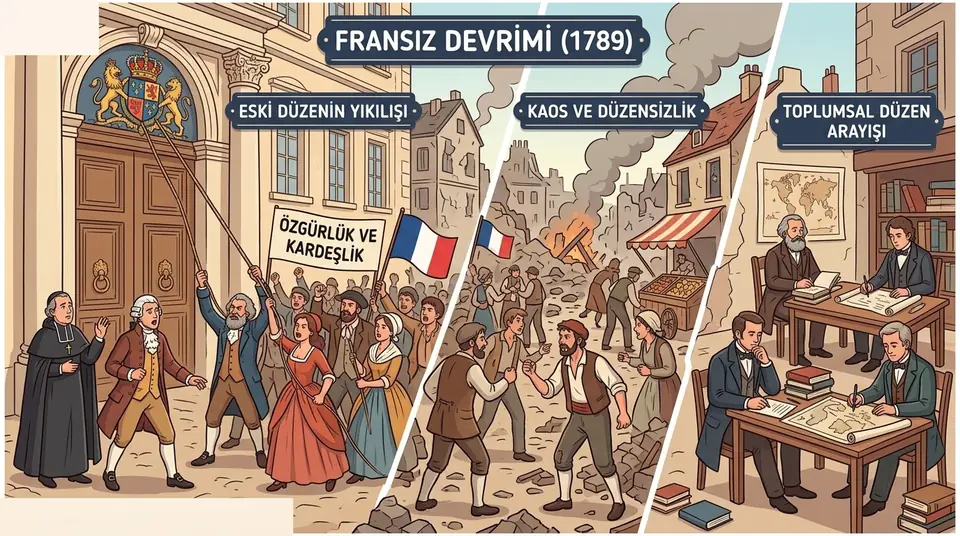 FRANSIZ DEVRİMİ (1789)
ESKİ DÜZENİN YIKILIŞI
KAOS VE DÜZENSİZLİK
TOPLUMSAL DÜZEN
ARAYIŞI
ÖZGÜRLÜK VE
KARDEŞLİK